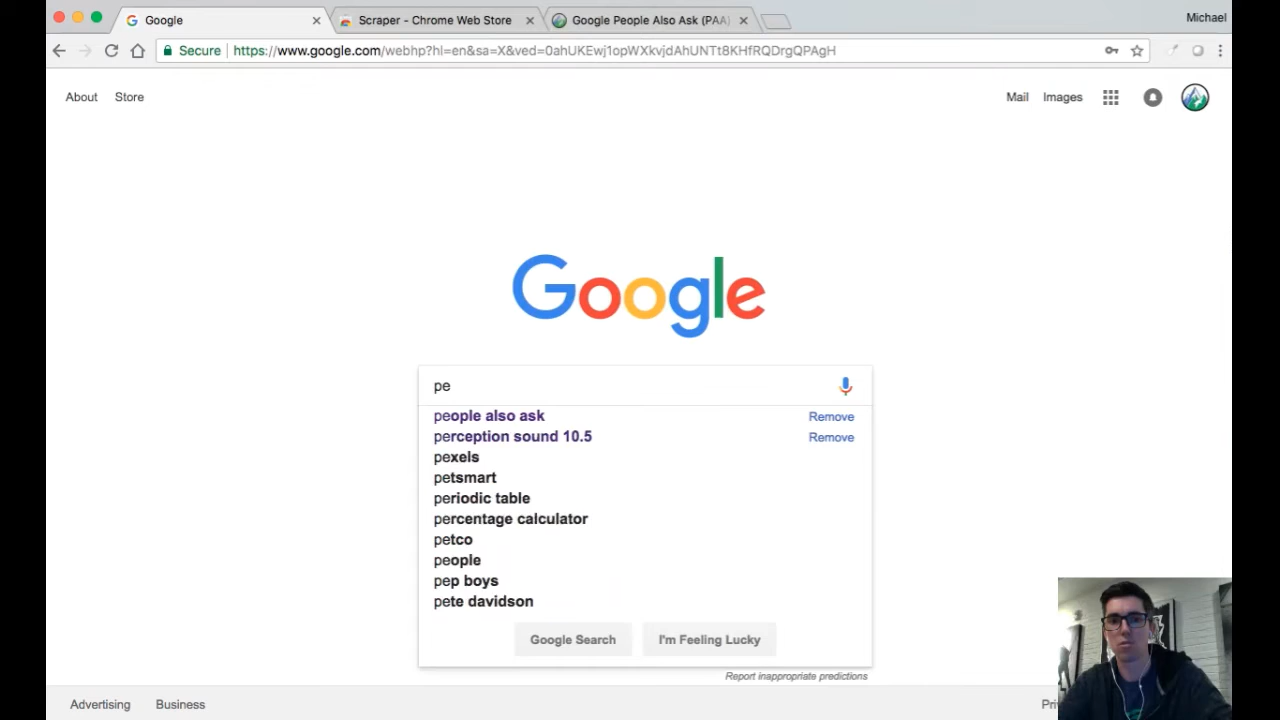 Google
Scraper - Chrome Web Store
Google People Also Ask (PAA)
Michael
Secure
https://www.google.com/webhp?hl=en&sa=X&ved=0ahUKEwj1opWXkvjdAhUNTt8KHfRQDrgQPAgH
About
Store
Mail
Images
Google
pe
people also ask
Remove
perception sound 10.5
Remove
pexels
petsmart
periodic table
percentage calculator
petco
people
pep boys
pete davidson
Google Search
I'm Feeling Lucky
Report inappropriate predictions
Advertising
Business